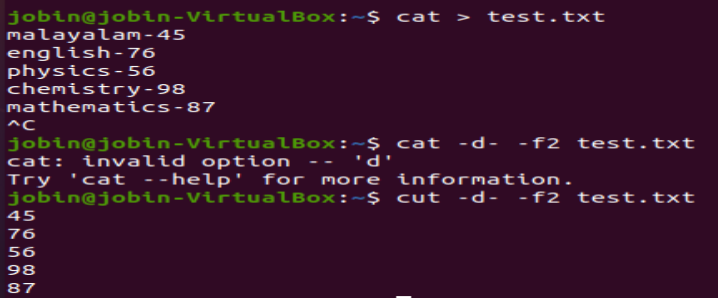 jobin@jobin-VirtualBox:~$ cat > test.txt
malayalam-45
english-76
physics-56
chemistry-98
mathematics-87
^C
jobin@jobin-VirtualBox:~$ cat -d- -f2 test.txt
cat: invalid option -- 'd'
Try 'cat --help' for more information.
jobin@jobin-VirtualBox:~$ cut -d- -f2 test.txt
45
76
56
98
87